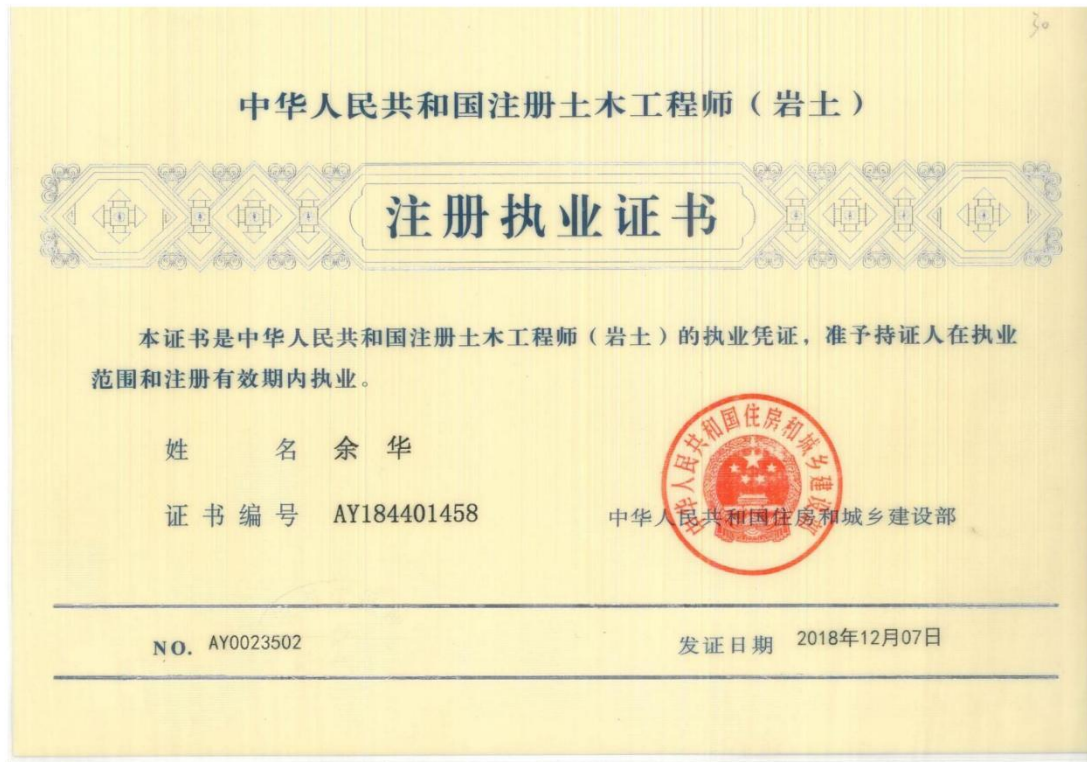 30
中华人民共和国注册土木工程师（岩土）
注册执业证书
本证书是中华人民共和国注册土木工程师（岩土）的执业凭证，准予持证人在执业
范围和注册有效期内执业。
姓 名 余 华
证 书 编 号 AY184401458
中华人民共和国住房和城乡建设部
中华人民共和国住房和城乡建设部
NO. AY0023502
发证日期 2018年12月07日